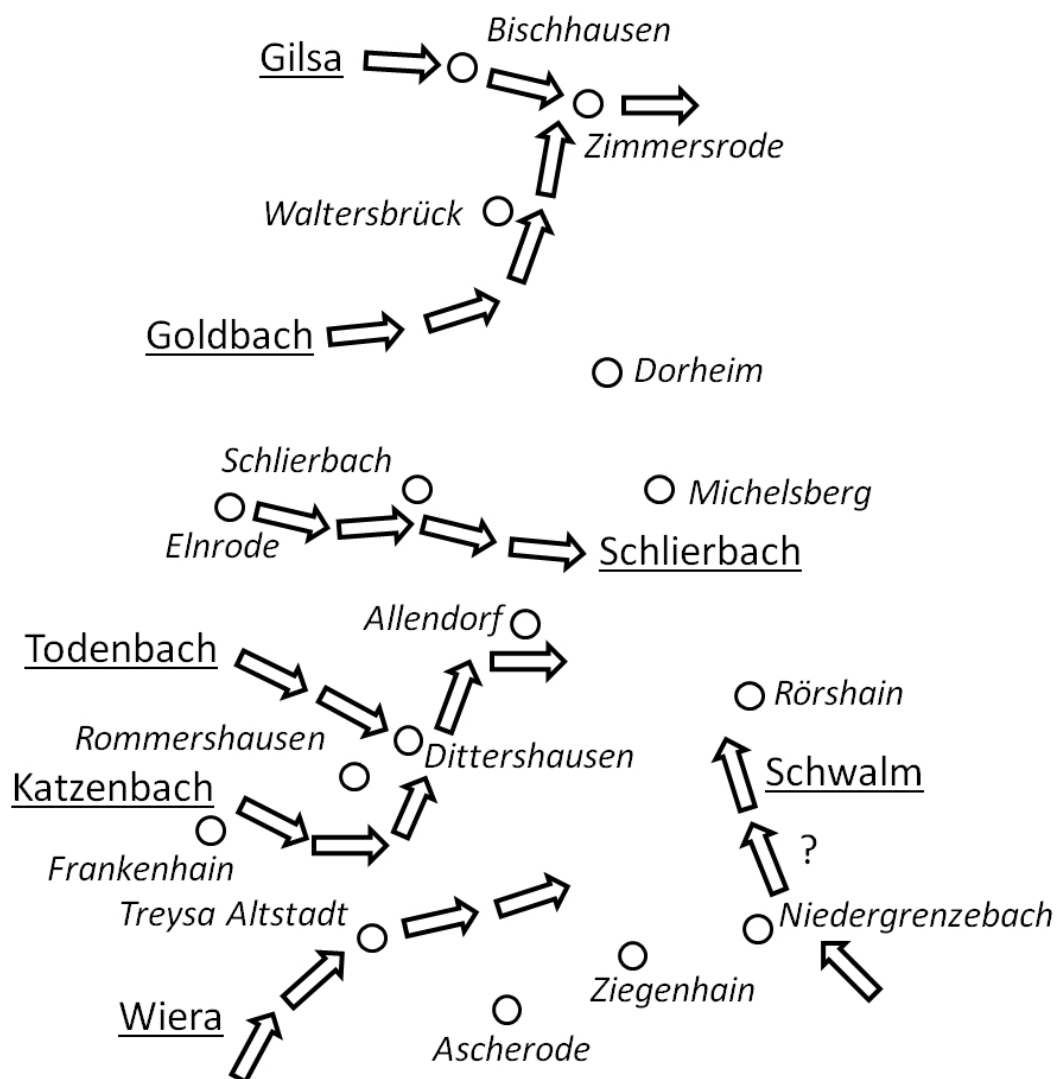 Bischhausen
Gilsa
Zimmersrode
Waltersbrück
Goldbach
Dorheim
Schlierbach
Michelsberg
Elnrode
Schlierbach
Allendorf
Todenbach
Rörshain
Rommershausen
Dittershausen
Schwalm
Katzenbach
?
Frankenhain
Treysa Altstadt
Niedergrenzebach
Ziegenhain
Wiera
Ascherode